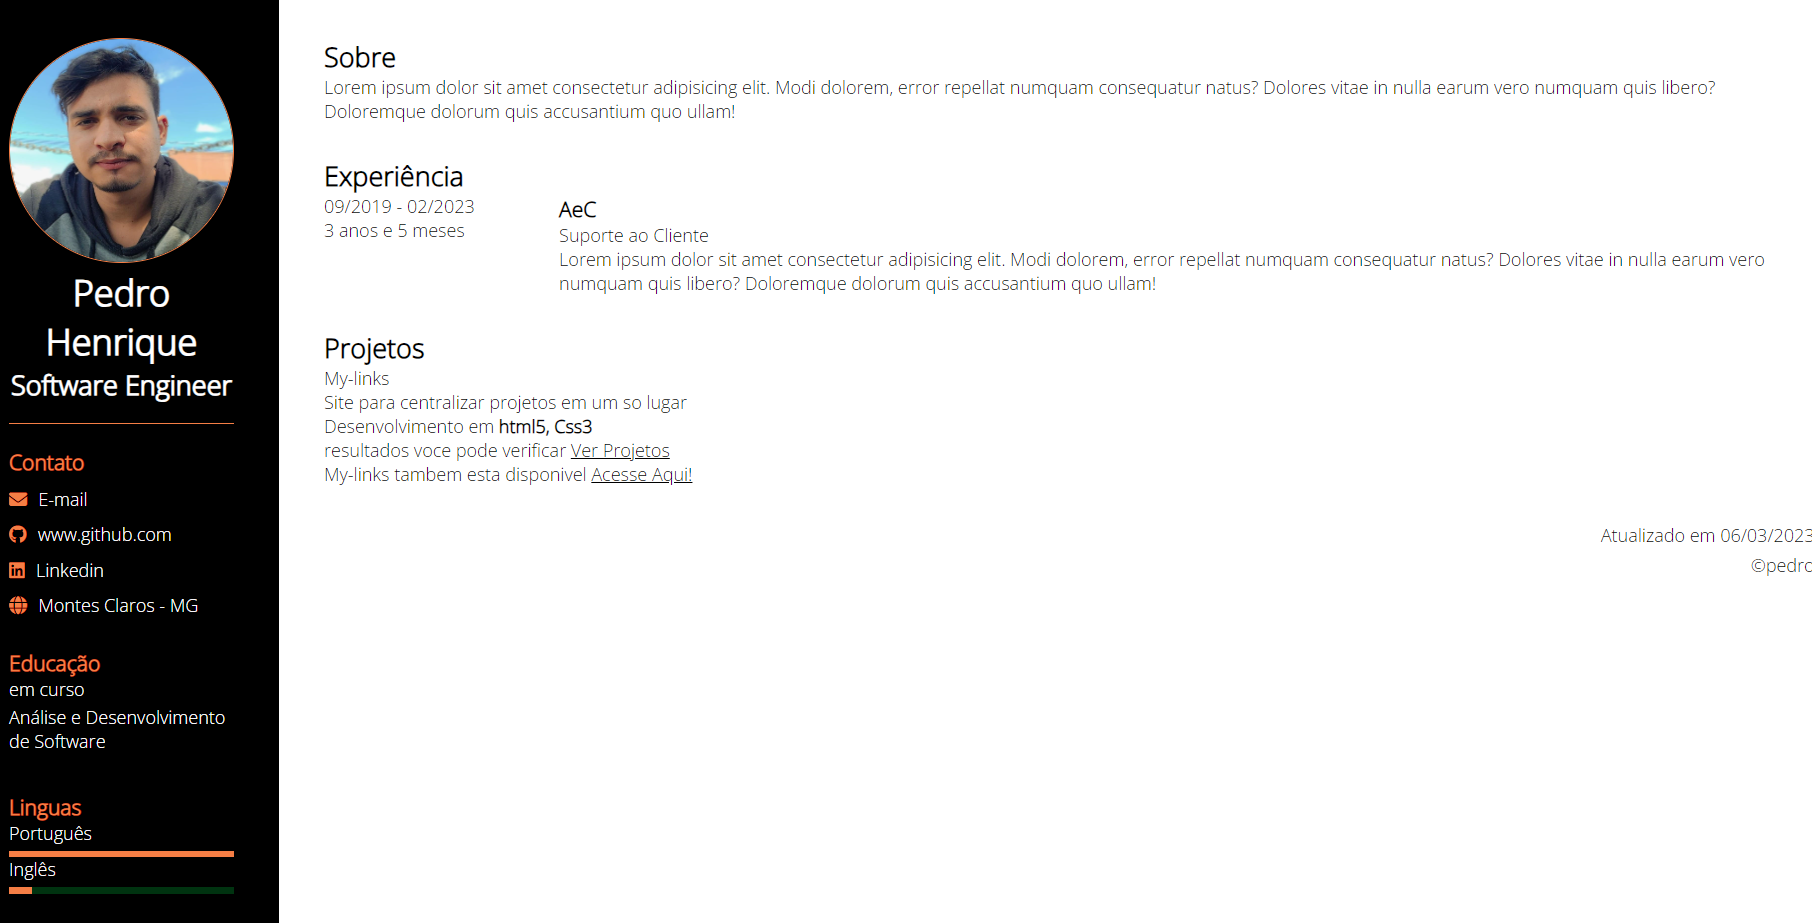 Pedro
Henrique
Software Engineer
Contato
E-mail
www.github.com
Linkedin
Montes Claros - MG
Educação
em curso
Análise e Desenvolvimento
de Software
Linguas
Português
Inglês
Sobre
Lorem ipsum dolor sit amet consectetur adipisicing elit. Modi dolorem, error repellat numquam consequatur natus? Dolores vitae in nulla earum vero numquam quis libero?
Doloremque dolorum quis accusantium quo ullam!
Experiência
09/2019 - 02/2023
3 anos e 5 meses
AeC
Suporte ao Cliente
Lorem ipsum dolor sit amet consectetur adipisicing elit. Modi dolorem, error repellat numquam consequatur natus? Dolores vitae in nulla earum vero
numquam quis libero? Doloremque dolorum quis accusantium quo ullam!
Projetos
My-links
Site para centralizar projetos em um so lugar
Desenvolvimento em html5, Css3
resultados voce pode verificar Ver Projetos
My-links tambem esta disponivel Acesse Aqui!
Atualizado em 06/03/2023
©pedro